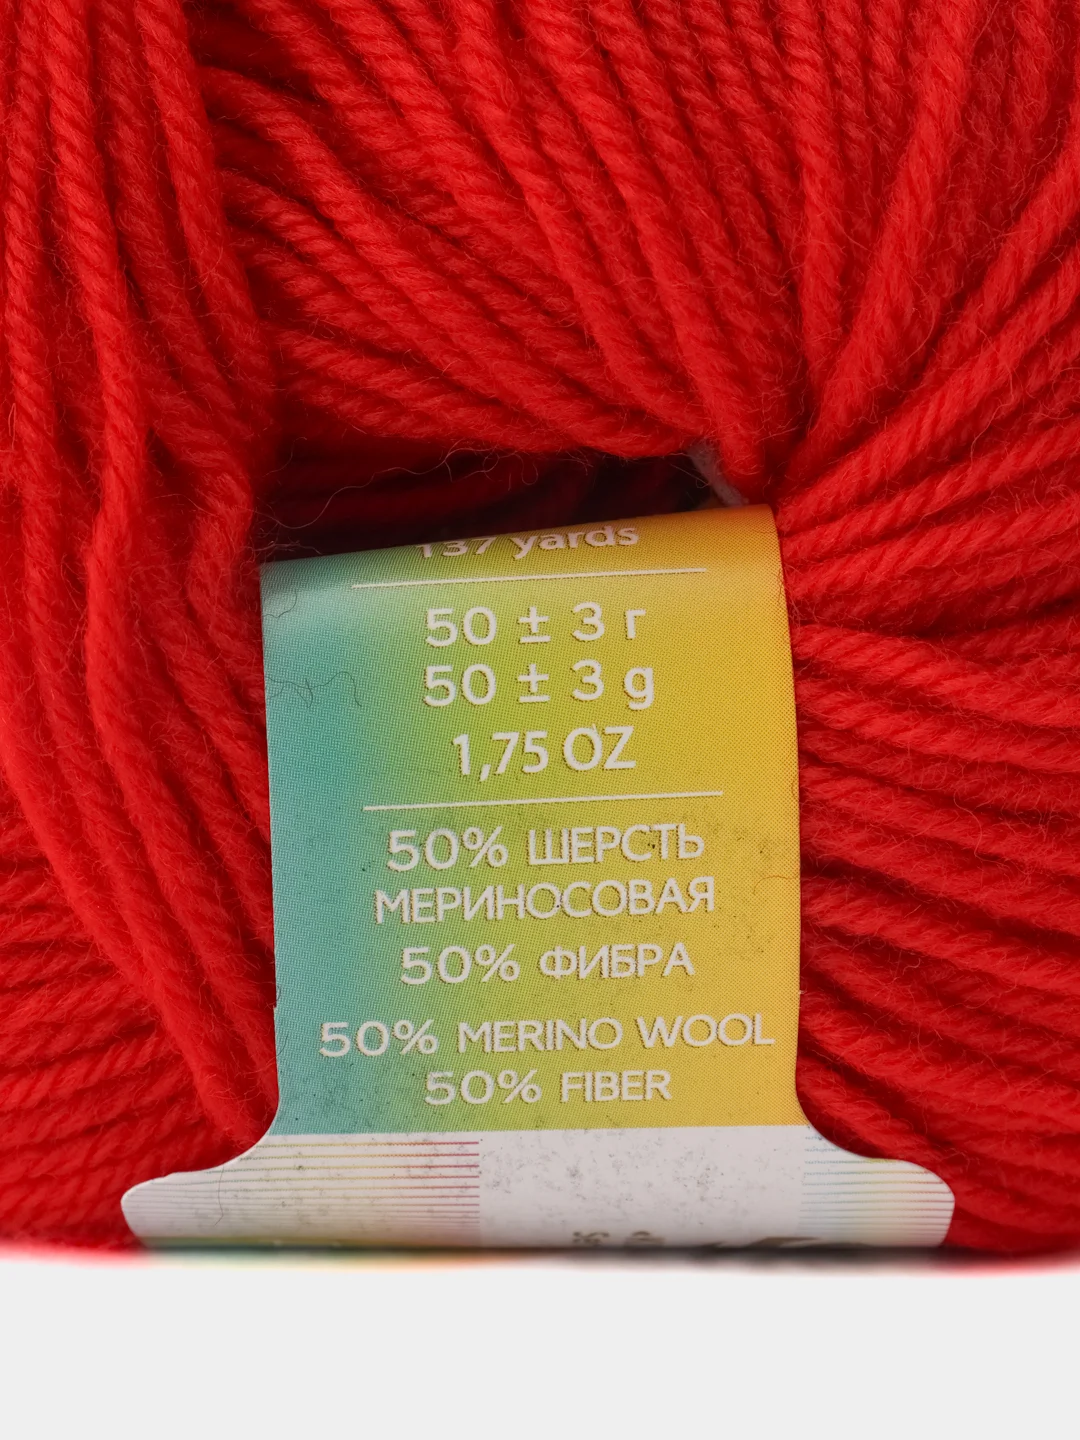 137 yards
50 ± 3 г
50 ± 3 g
1,75 OZ
50% ШЕРСТЬ
МЕРИНОСОВАЯ
50% ФИБРА
50% MERINO WOOL
50% FIBER